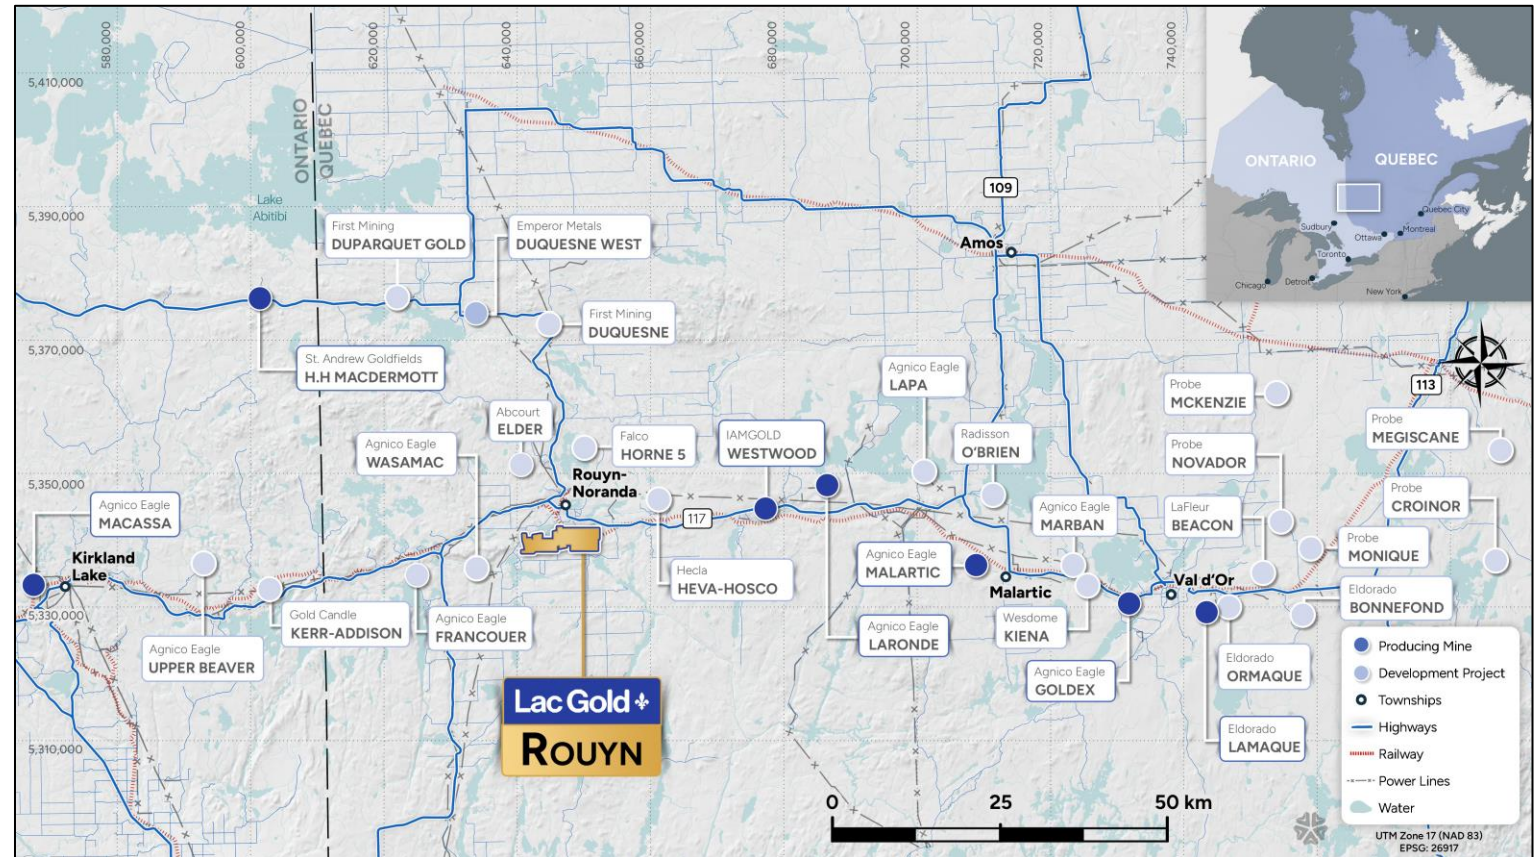 580,000
600,000
620,000
640,000
660,000
680,000
700,000
720,000
740,000
5,410,000
5,390,000
5,370,000
5,350,000
5,330,000
5,310,000
ONTARIO
QUEBEC
Lake
Abitibi
First Mining
DUPARQUET GOLD
Emperor Metals
DUQUESNE WEST
First Mining
DUQUESNE
St. Andrew Goldfields
H.H MACDERMOTT
109
Amos
ONTARIO
QUEBEC
Sudbury
Ottawa
Quebec City
Montreal
Toronto
Chicago
Detroit
New York
113
Agnico Eagle
LAPA
Probe
MCKENZIE
Probe
MEGISCANE
Abcourt
ELDER
Agnico Eagle
WASAMAC
Falco
HORNE 5
IAMGOLD
WESTWOOD
Radisson
O'BRIEN
Probe
NOVADOR
Rouyn-
Noranda
117
Agnico Eagle
MACASSA
Kirkland
Lake
Agnico Eagle
MARBAN
LaFleur
BEACON
Probe
CROINOR
Probe
MONIQUE
Agnico Eagle
MALARTIC
Malartic
Val d'Or
Hecla
HEVA-HOSCO
Eldorado
BONNEFOND
Gold Candle
KERR-ADDISON
Agnico Eagle
FRANCOUER
Agnico Eagle
UPPER BEAVER
Agnico Eagle
LARONDE
Wesdome
KIENA
Agnico Eagle
GOLDEX
Eldorado
ORMAQUE
Eldorado
LAMAQUE
Lac Gold
ROUYN
Producing Mine
Development Project
Townships
Highways
Railway
Power Lines
Water
0 25 50 km
UTM Zone 17 (NAD 83)
EPSG: 26917